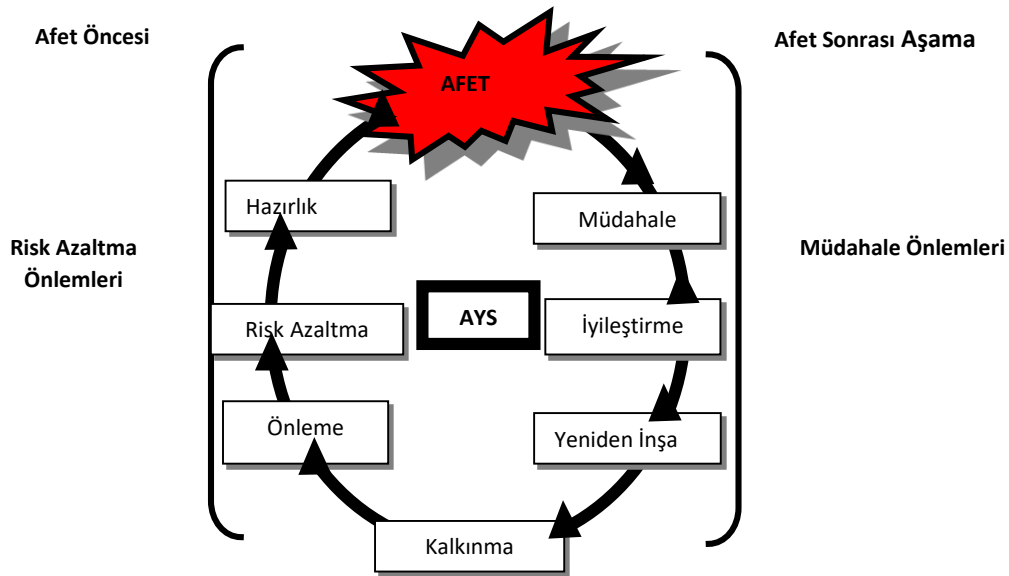 Afet Öncesi
Afet Sonrası Aşama
AFET
Hazırlık
Müdahale
Risk Azaltma
Önlemleri
Müdahale Önlemleri
AYS
Risk Azaltma
İyileştirme
Önleme
Yeniden İnşa
Kalkınma